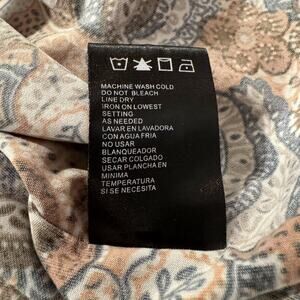 MACHINE WASH COLD
DO NOT BLEACH
LINE DRY
IRON ON LOWEST
SETTING
AS NEEDED
LAVAR EN LAVADORA
CON AGUA FRIA
NO USAR
BLANQUEADOR
SECAR COLGADO
USAR PLANCHA EN
MINIMA
TEMPERATURA
SI SE NECESITA